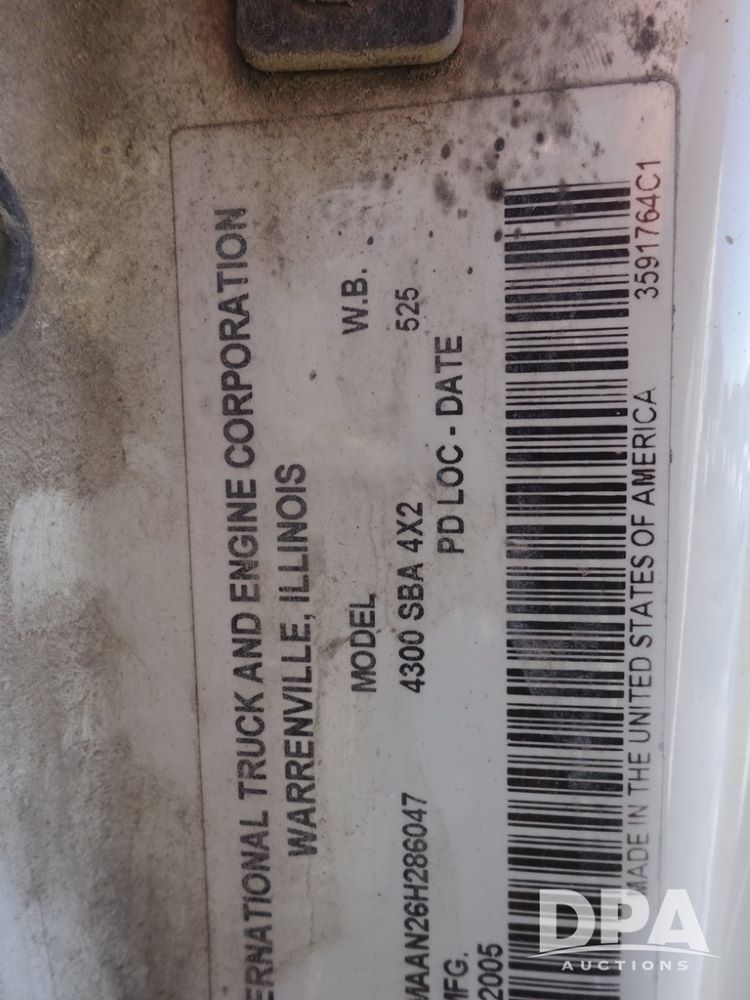 ERNATIONAL TRUCK AND ENGINE CORPORATION
WARRENVILLE, ILLINOIS
MODEL W.B.
MAAN26H286047 4300 SBA 4X2 525
MFG. PD LOC - DATE
2005
MADE IN THE UNITED STATES OF AMERICA 3591764C1
DPA
AUCTIONS